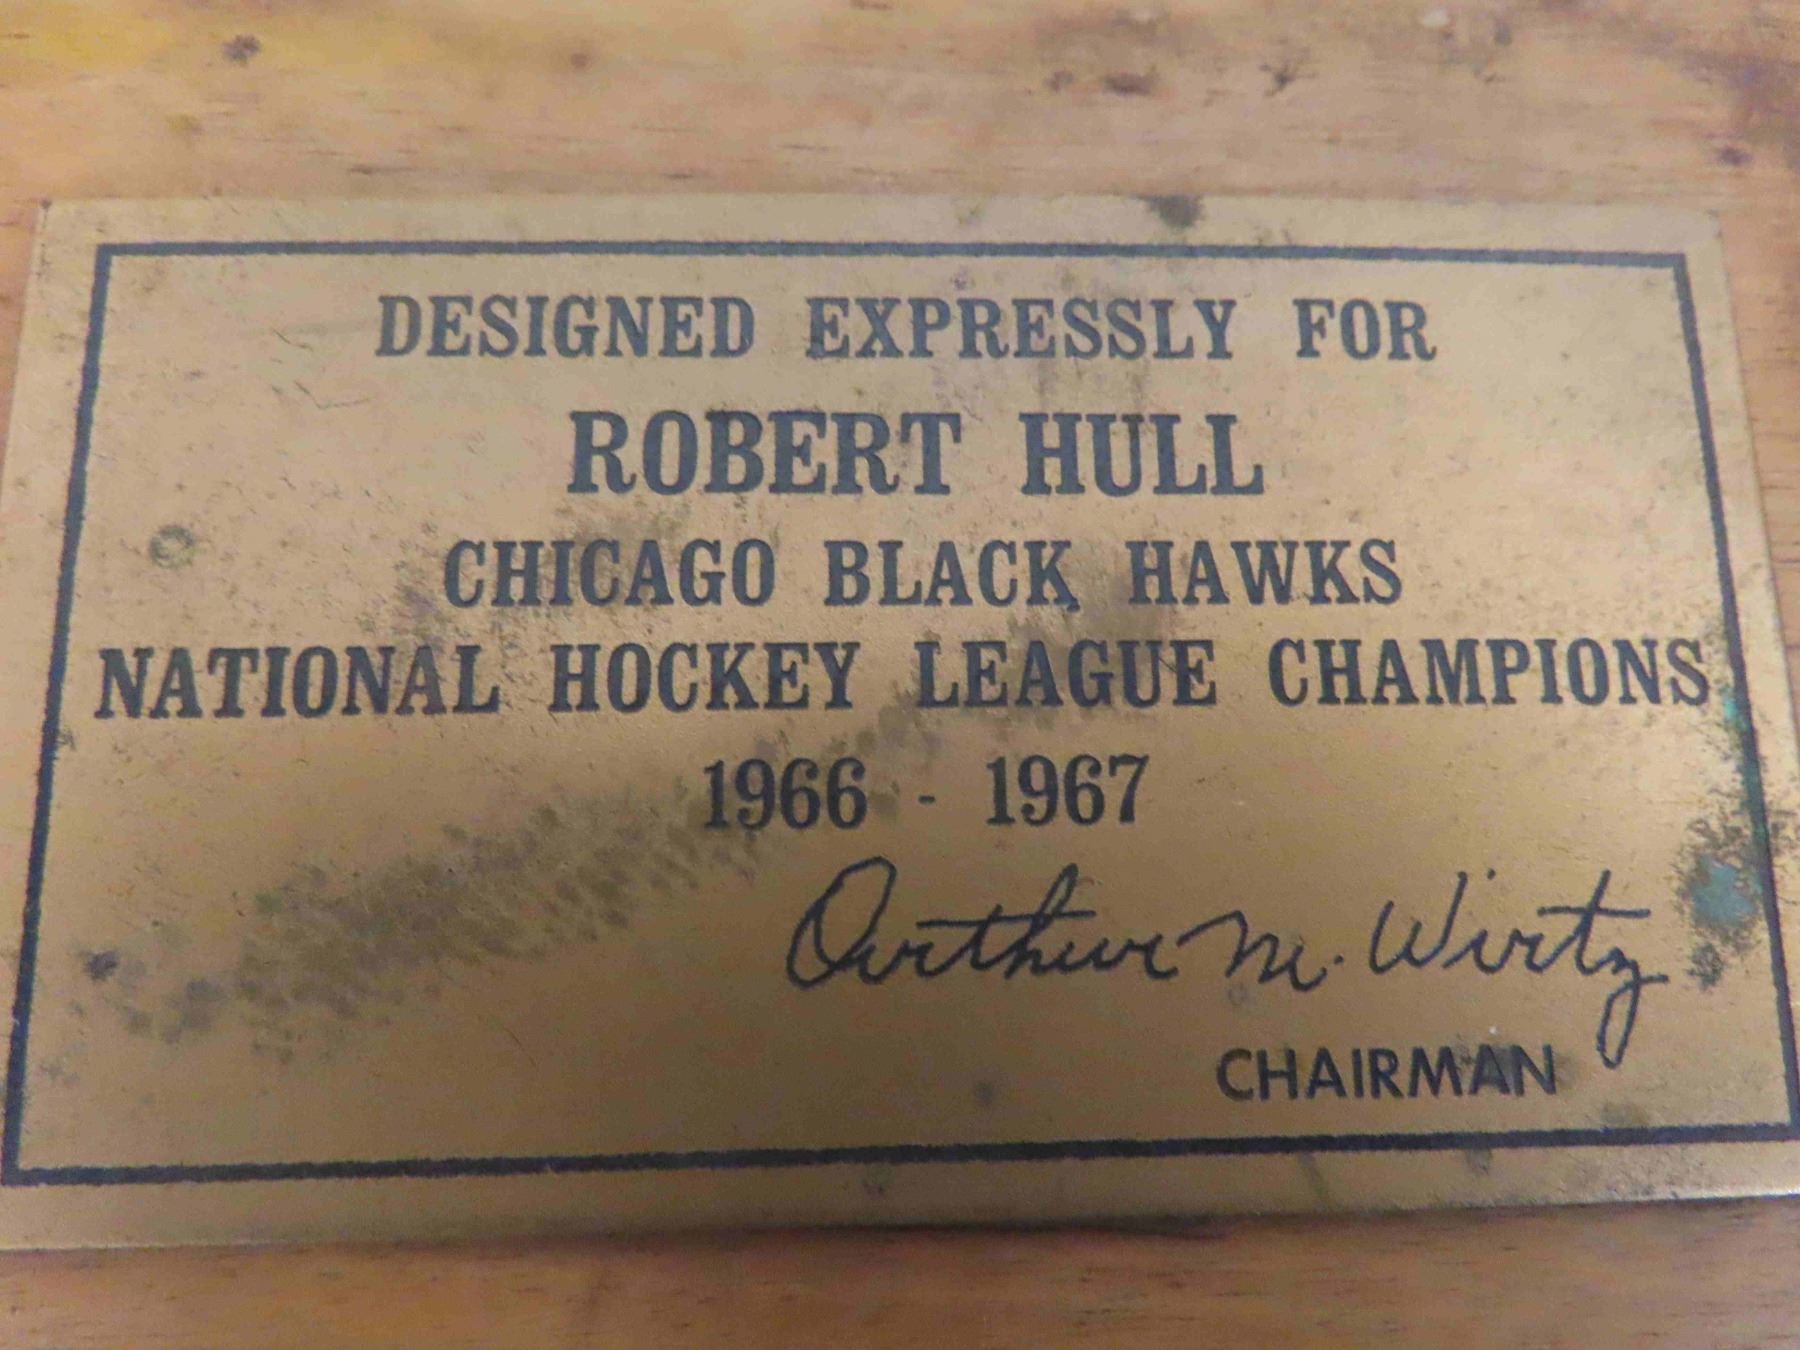 DESIGNED EXPRESSLY FOR
ROBERT HULL
CHICAGO BLACK HAWKS
NATIONAL HOCKEY LEAGUE CHAMPIONS
1966 - 1967
Arthur M. Wirtz
CHAIRMAN